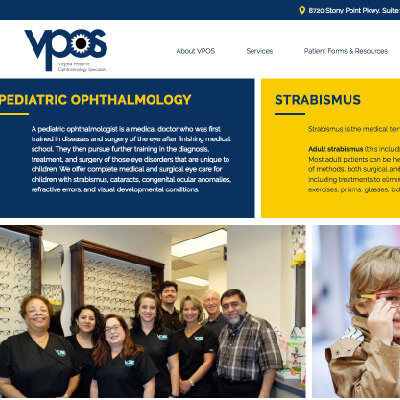 8720 Stony Point Pkwy. Suite
VPOS
Virginia Pediatric
Ophthalmology Specialists
About VPOS
Services
Patient Forms & Resources
PEDIATRIC OPHTHALMOLOGY
A pediatric ophthalmologist is a medical doctor who was first
trained in diseases and surgery of the eye after finishing medical
school. They then pursue further training in the diagnosis,
treatment, and surgery of those eye disorders that are unique to
children. We offer complete medical and surgical eye care for
children with strabismus, cataracts, congenital ocular anomalies,
refractive errors, and visual developmental conditions.
STRABISMUS
Strabismus is the medical ter
Adult strabismus (this includ
Most adult patients can be he
of methods, both surgical and
including treatments to elimin
exercises, prisms, glasses, bo